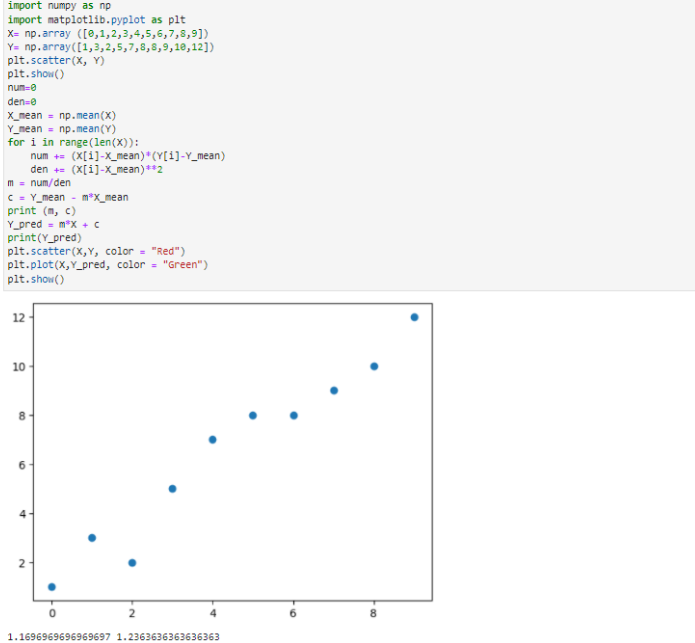 import numpy as np
import matplotlib.pyplot as plt
X= np.array ([0,1,2,3,4,5,6,7,8,9])
Y= np.array([1,3,2,5,7,8,8,9,10,12])
plt.scatter(X, Y)
plt.show()
num=0
den=0
X_mean = np.mean(X)
Y_mean = np.mean(Y)
for i in range(len(X)):
    num += (X[i]-X_mean)*(Y[i]-Y_mean)
    den += (X[i]-X_mean)**2
m = num/den
c = Y_mean - m*X_mean
print (m, c)
Y_pred = m*X + c
print(Y_pred)
plt.scatter(X,Y, color = "Red")
plt.plot(X,Y_pred, color = "Green")
plt.show()
12
10
8
6
4
2
0 2 4 6 8
1.1696969696969697 1.2363636363636363